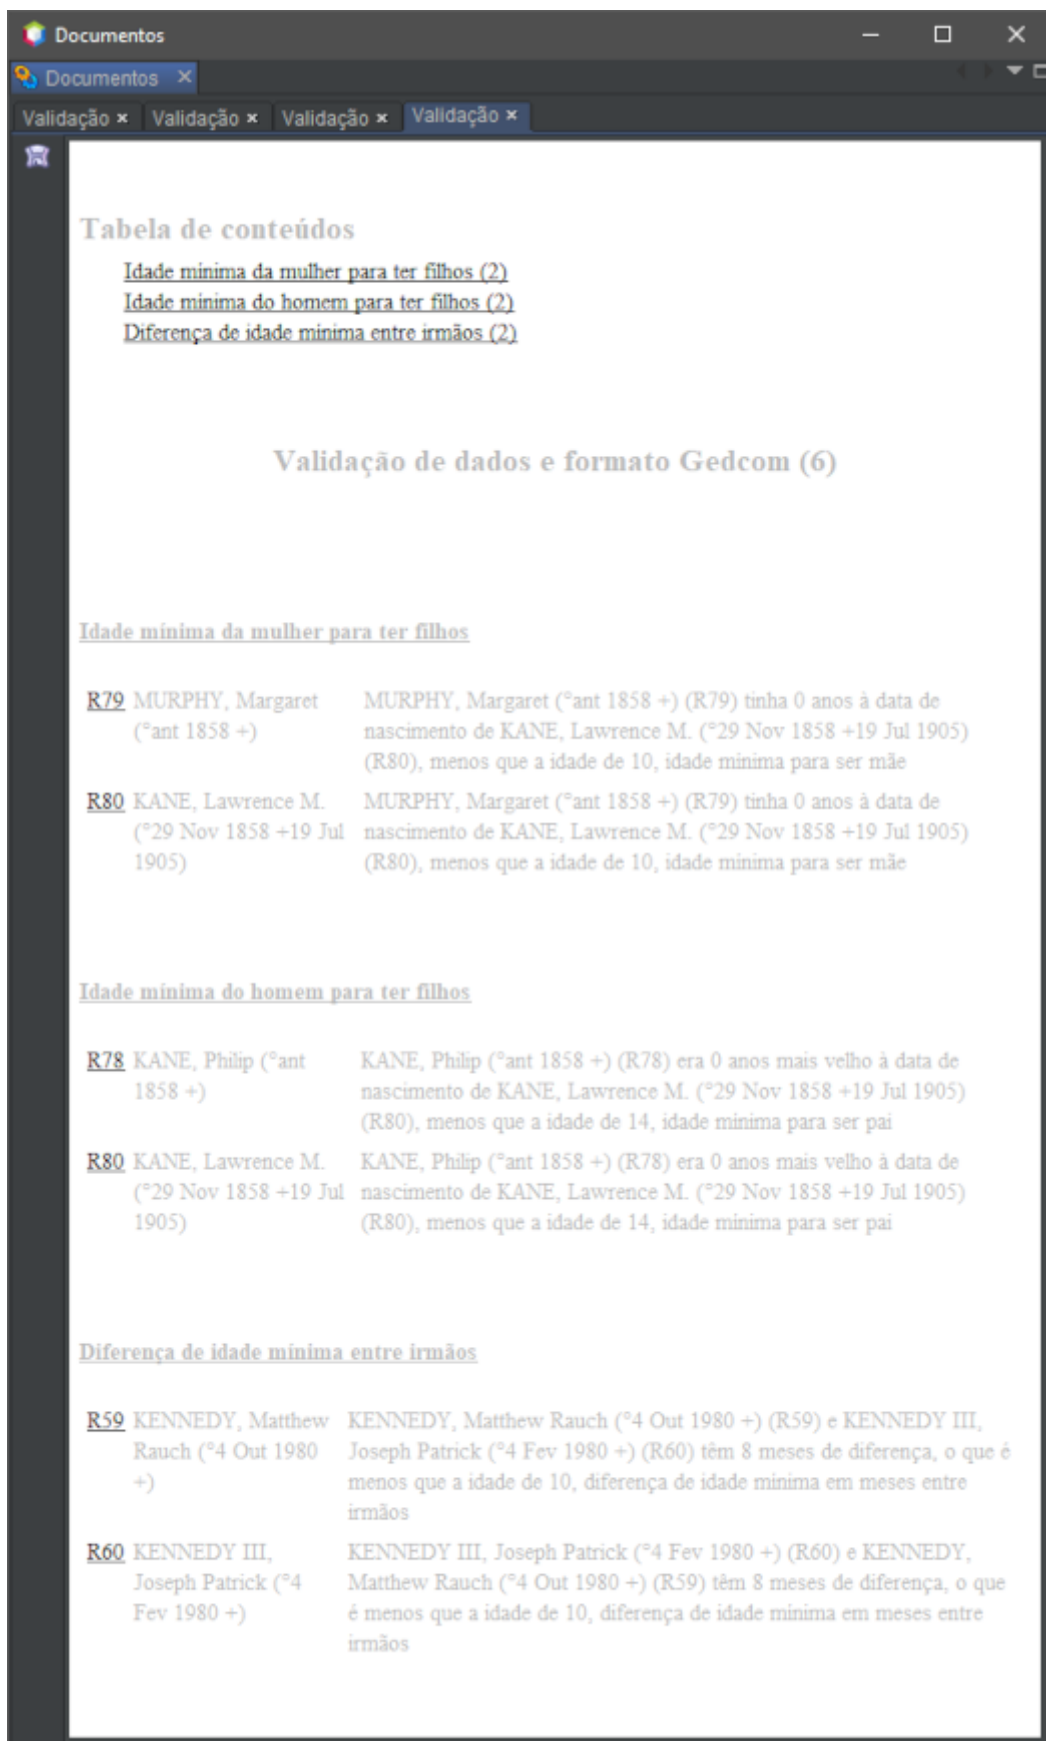 Documentos
Documentos
Validação Validação Validação Validação
Tabela de conteúdos
Idade mínima da mulher para ter filhos (2)
Idade mínima do homem para ter filhos (2)
Diferença de idade mínima entre irmãos (2)
Validação de dados e formato Gedcom (6)
Idade mínima da mulher para ter filhos
R79 MURPHY, Margaret MURPHY, Margaret (°ant 1858 +) (R79) tinha 0 anos à data de
(°ant 1858 +) nascimento de KANE, Lawrence M. (°29 Nov 1858 +19 Jul 1905)
(R80), menos que a idade de 10, idade mínima para ser mãe
R80 KANE, Lawrence M. MURPHY, Margaret (°ant 1858 +) (R79) tinha 0 anos à data de
(°29 Nov 1858 +19 Jul nascimento de KANE, Lawrence M. (°29 Nov 1858 +19 Jul 1905)
1905) (R80), menos que a idade de 10, idade mínima para ser mãe
Idade mínima do homem para ter filhos
R78 KANE, Philip (°ant KANE, Philip (°ant 1858 +) (R78) era 0 anos mais velho à data de
1858 +) nascimento de KANE, Lawrence M. (°29 Nov 1858 +19 Jul 1905)
(R80), menos que a idade de 14, idade mínima para ser pai
R80 KANE, Lawrence M. KANE, Philip (°ant 1858 +) (R78) era 0 anos mais velho à data de
(°29 Nov 1858 +19 Jul nascimento de KANE, Lawrence M. (°29 Nov 1858 +19 Jul 1905)
1905) (R80), menos que a idade de 14, idade mínima para ser pai
Diferença de idade mínima entre irmãos
R59 KENNEDY, Matthew KENNEDY, Matthew Rauch (°4 Out 1980 +) (R59) e KENNEDY III,
Rauch (°4 Out 1980 Joseph Patrick (°4 Fev 1980 +) (R60) têm 8 meses de diferença, o que é
+) menos que a idade de 10, diferença de idade mínima em meses entre
irmãos
R60 KENNEDY III, KENNEDY III, Joseph Patrick (°4 Fev 1980 +) (R60) e KENNEDY,
Joseph Patrick (°4 Matthew Rauch (°4 Out 1980 +) (R59) têm 8 meses de diferença, o que
Fev 1980 +) é menos que a idade de 10, diferença de idade mínima em meses entre
irmãos